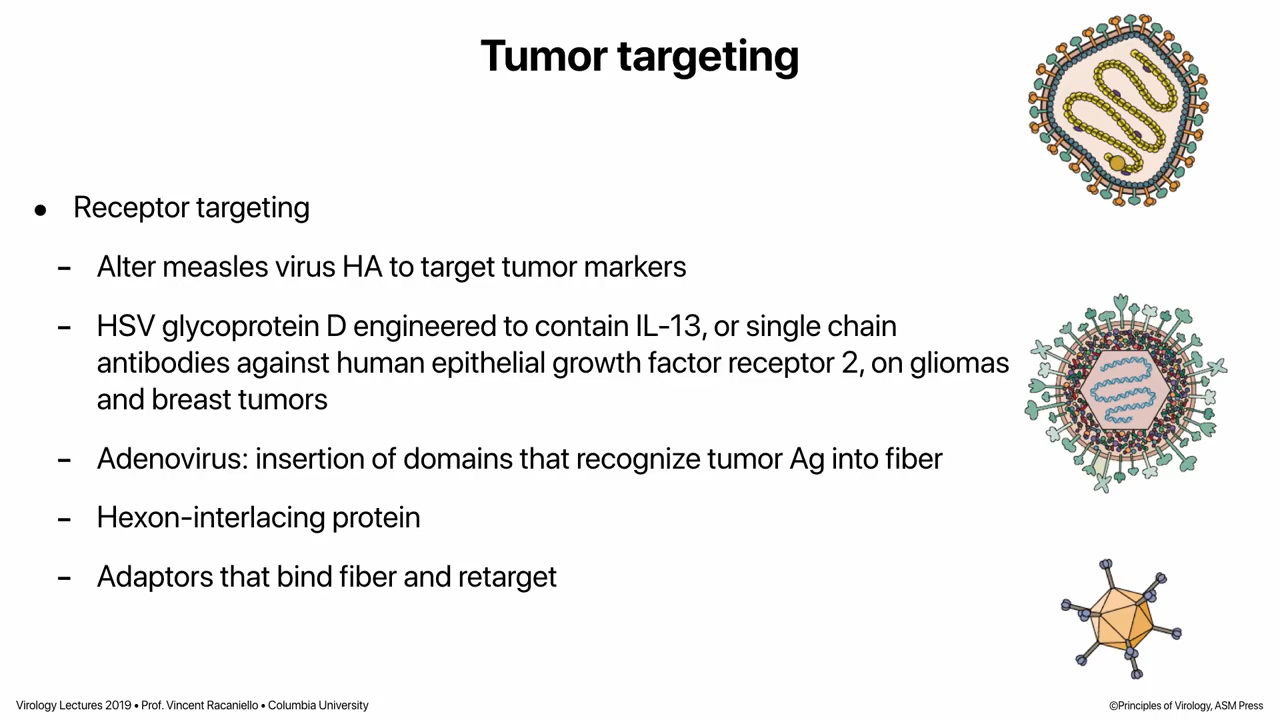 Tumor targeting
• Receptor targeting
- Alter measles virus HA to target tumor markers
- HSV glycoprotein D engineered to contain IL-13, or single chain
antibodies against human epithelial growth factor receptor 2, on gliomas
and breast tumors
- Adenovirus: insertion of domains that recognize tumor Ag into fiber
- Hexon-interlacing protein
- Adaptors that bind fiber and retarget
Virology Lectures 2019 • Prof. Vincent Racaniello • Columbia University
©Principles of Virology, ASM Press